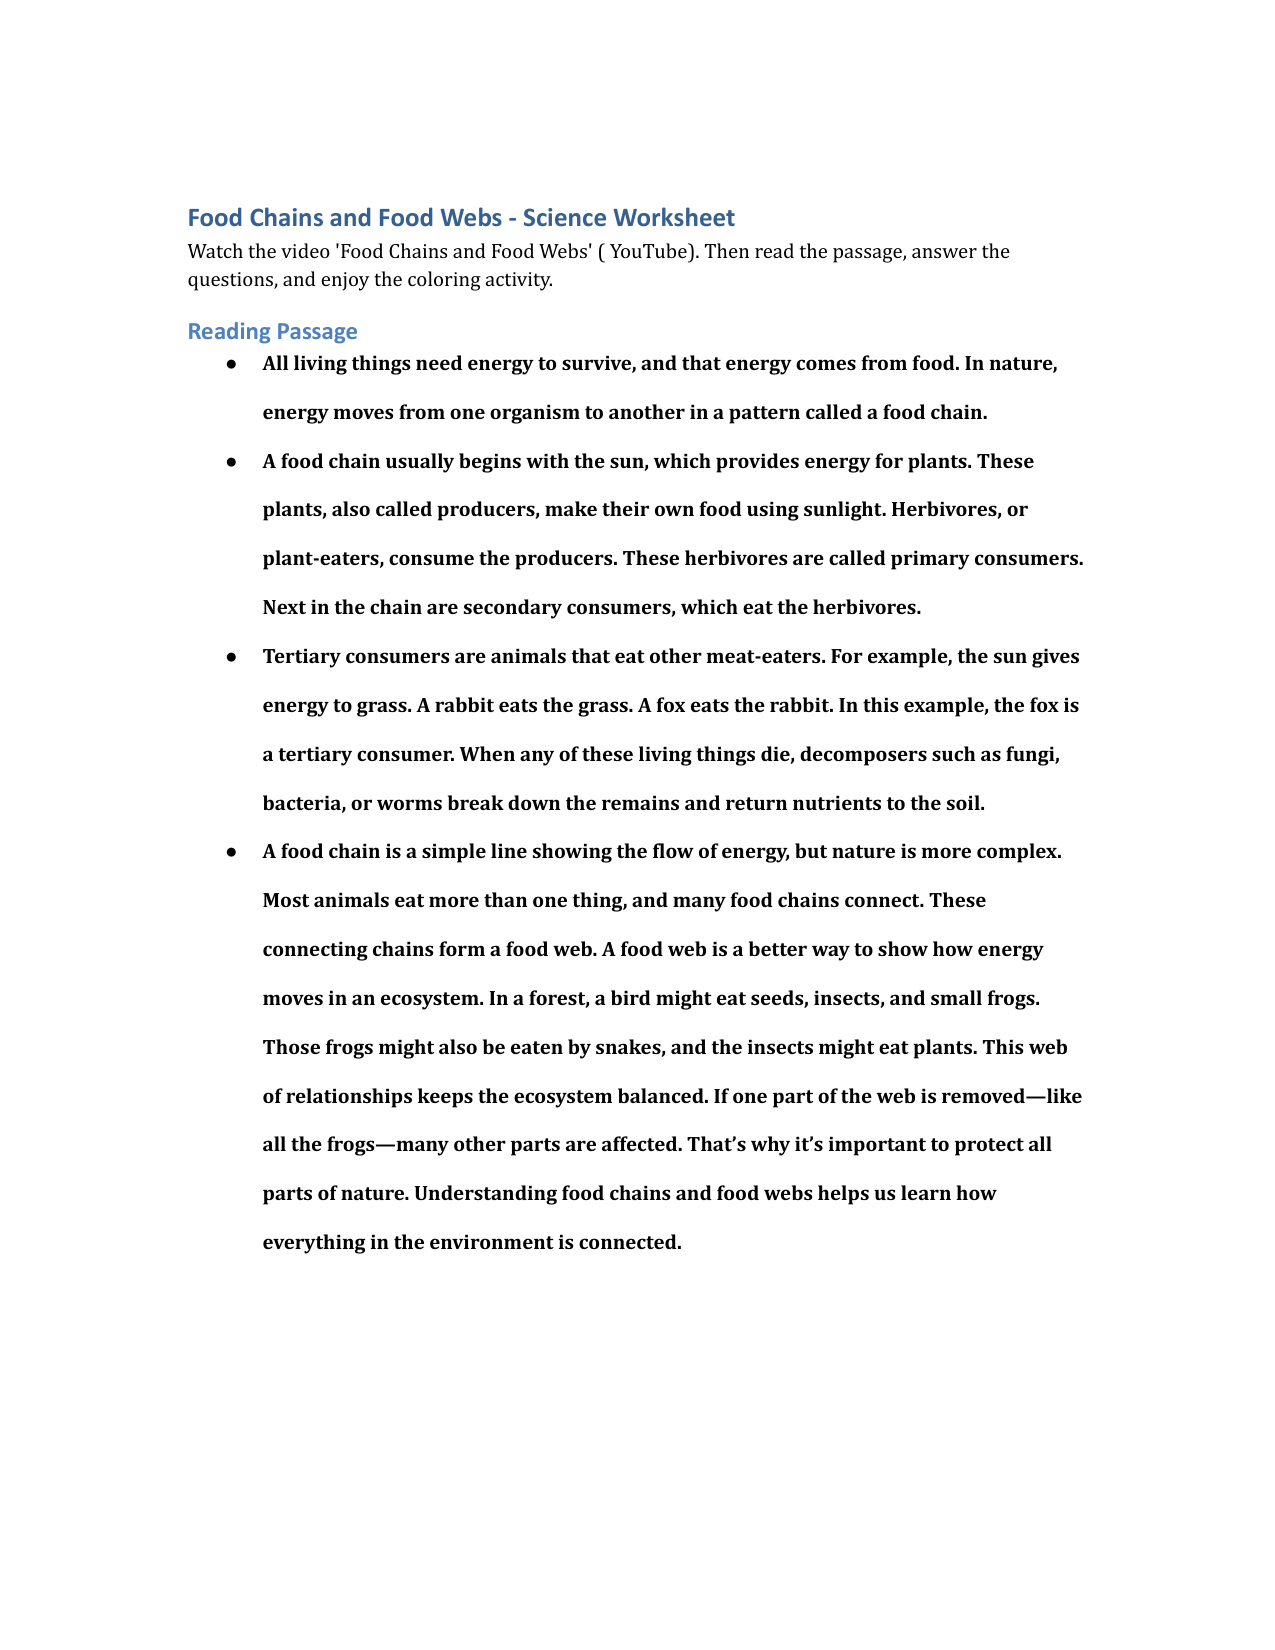 Food Chains and Food Webs - Science Worksheet
Watch the video 'Food Chains and Food Webs' ( YouTube). Then read the passage, answer the
questions, and enjoy the coloring activity.
Reading Passage
● All living things need energy to survive, and that energy comes from food. In nature,
energy moves from one organism to another in a pattern called a food chain.
● A food chain usually begins with the sun, which provides energy for plants. These
plants, also called producers, make their own food using sunlight. Herbivores, or
plant-eaters, consume the producers. These herbivores are called primary consumers.
Next in the chain are secondary consumers, which eat the herbivores.
● Tertiary consumers are animals that eat other meat-eaters. For example, the sun gives
energy to grass. A rabbit eats the grass. A fox eats the rabbit. In this example, the fox is
a tertiary consumer. When any of these living things die, decomposers such as fungi,
bacteria, or worms break down the remains and return nutrients to the soil.
● A food chain is a simple line showing the flow of energy, but nature is more complex.
Most animals eat more than one thing, and many food chains connect. These
connecting chains form a food web. A food web is a better way to show how energy
moves in an ecosystem. In a forest, a bird might eat seeds, insects, and small frogs.
Those frogs might also be eaten by snakes, and the insects might eat plants. This web
of relationships keeps the ecosystem balanced. If one part of the web is removed—like
all the frogs—many other parts are affected. That’s why it’s important to protect all
parts of nature. Understanding food chains and food webs helps us learn how
everything in the environment is connected.